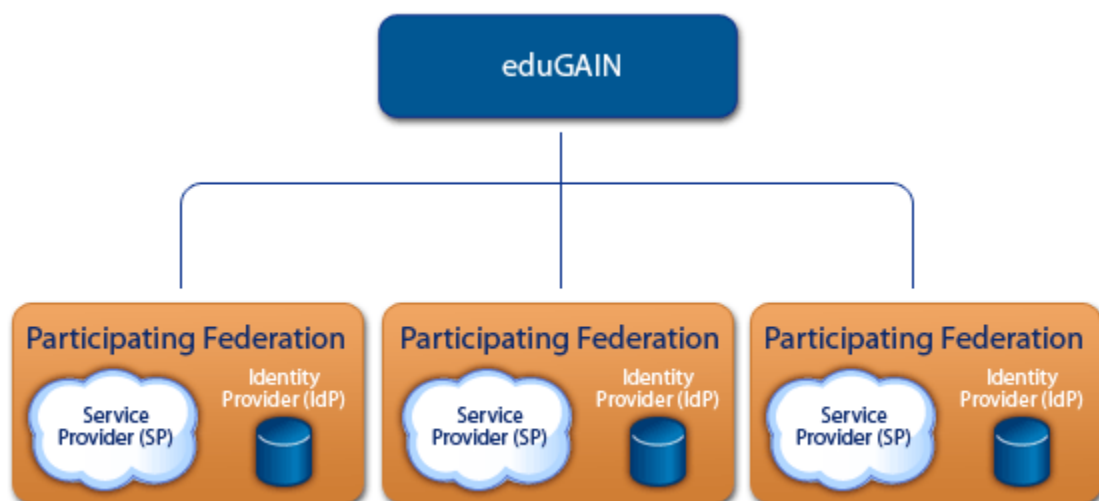 eduGAIN
Participating Federation
Service
Provider (SP)
Identity
Provider (IdP)
Participating Federation
Service
Provider (SP)
Identity
Provider (IdP)
Participating Federation
Service
Provider (SP)
Identity
Provider (IdP)